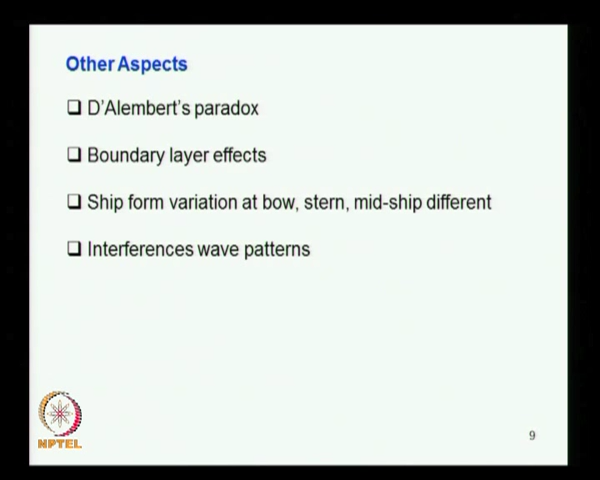 Other Aspects
❑ D'Alembert's paradox
❑ Boundary layer effects
❑ Ship form variation at bow, stern, mid-ship different
❑ Interferences wave patterns
NPTEL
9